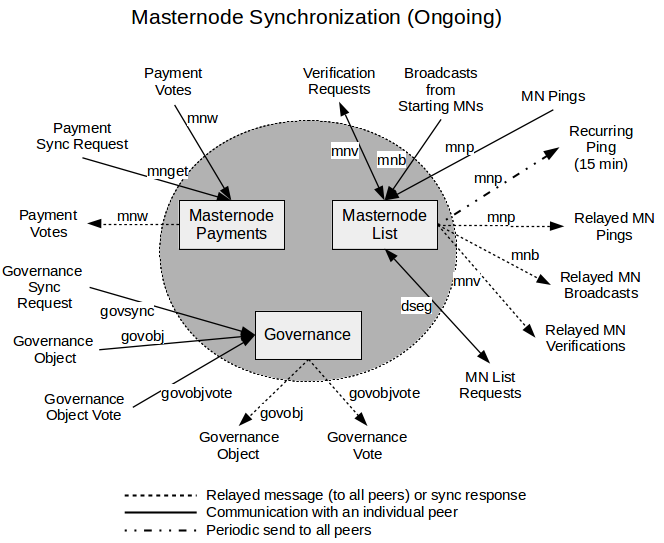 Masternode Synchronization (Ongoing)
Payment
Votes
Verification
Requests
Broadcasts
from
Starting MNs
MN Pings
mnw
Payment
Sync Request
mnget
mnv
mnb
mnp
Recurring
Ping
(15 min)
mnp
Payment
Votes
mnw
Masternode
Payments
Masternode
List
mnp
Relayed MN
Pings
mnb
Relayed MN
Broadcasts
mnv
Relayed MN
Verifications
Governance
Sync
Request
govsync
Governance
Object
govobj
Governance
dseg
MN List
Requests
Governance
Object Vote
govobjvote
govobj
govobjvote
Governance
Object
Governance
Vote
Relayed message (to all peers) or sync response
Communication with an individual peer
Periodic send to all peers